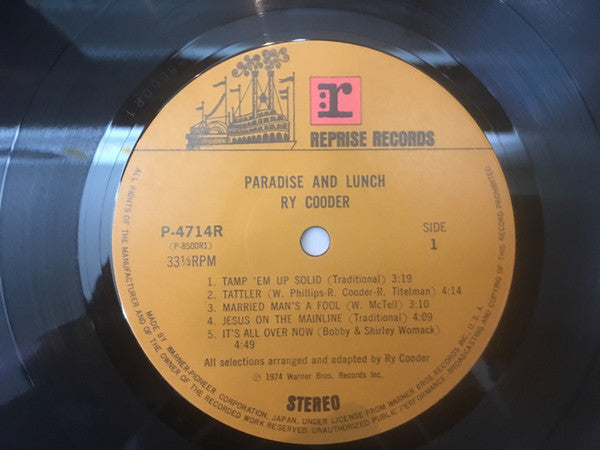 P-8500R 1
r
REPRISE RECORDS
PARADISE AND LUNCH
RY COODER
P-4714R
(P-8500R1)
33⅓RPM
SIDE
1
1. TAMP 'EM UP SOLID (Traditional) 3:19
2. TATTLER (W. Phillips-R. Cooder-R. Titelman) 4:14
3. MARRIED MAN'S A FOOL (W. McTell) 3:10
4. JESUS ON THE MAINLINE (Traditional) 4:09
5. IT'S ALL OVER NOW (Bobby & Shirley Womack)
4:49
All selections arranged and adapted by Ry Cooder
℗ 1974 Warner Bros. Records Inc.
STEREO
MADE BY WARNER-PIONEER CORPORATION, JAPAN, UNDER LICENSE FROM WARNER BROS RECORDS INC., U.S.A.
ALL RIGHTS OF THE MANUFACTURER AND OF THE OWNER OF THE RECORDED WORK RESERVED. UNAUTHORIZED PUBLIC PERFORMANCE, BROADCASTING AND COPYING OF THIS RECORD PROHIBITED